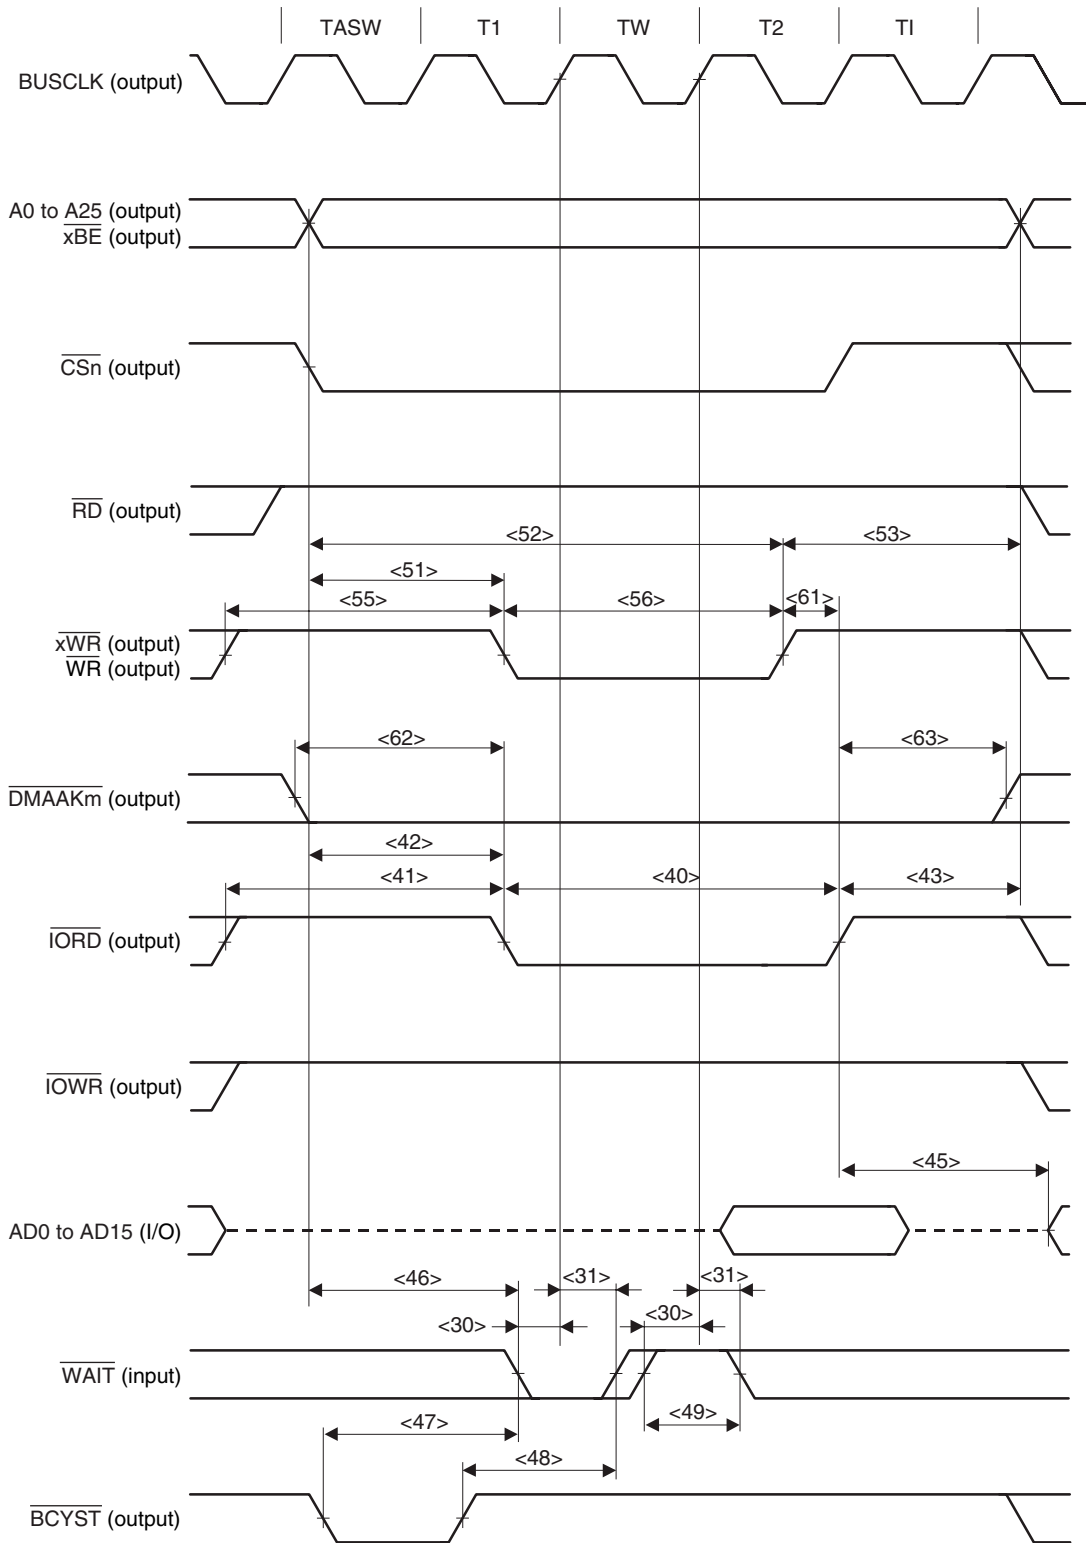 TASW T1 TW T2 TI
BUSCLK (output)
A0 to A25 (output)
xBE (output)
CSn (output)
RD (output)
<52> <53>
<51>
<55> <56> <61>
xWR (output)
WR (output)
<62> <63>
DMAAKm (output)
<42>
<41> <40> <43>
IORD (output)
IOWR (output)
<45>
AD0 to AD15 (I/O)
<46> <31> <31>
<30> <30>
WAIT (input)
<47> <49>
<48>
BCYST (output)